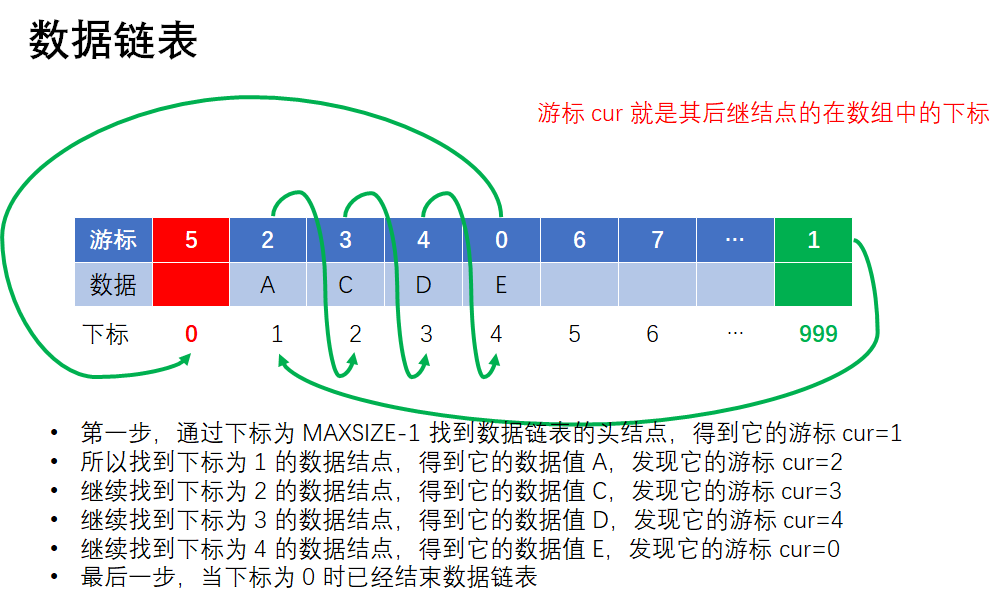 数据链表
游标 cur 就是其后继结点的在数组中的下标
游标 5 2 3 4 0 6 7 … 1
数据 A C D E
下标 0 1 2 3 4 5 6 … 999
• 第一步，通过下标为 MAXSIZE-1 找到数据链表的头结点，得到它的游标 cur=1
• 所以找到下标为 1 的数据结点，得到它的数据值 A，发现它的游标 cur=2
• 继续找到下标为 2 的数据结点，得到它的数据值 C，发现它的游标 cur=3
• 继续找到下标为 3 的数据结点，得到它的数据值 D，发现它的游标 cur=4
• 继续找到下标为 4 的数据结点，得到它的数据值 E，发现它的游标 cur=0
• 最后一步，当下标为 0 时已经结束数据链表